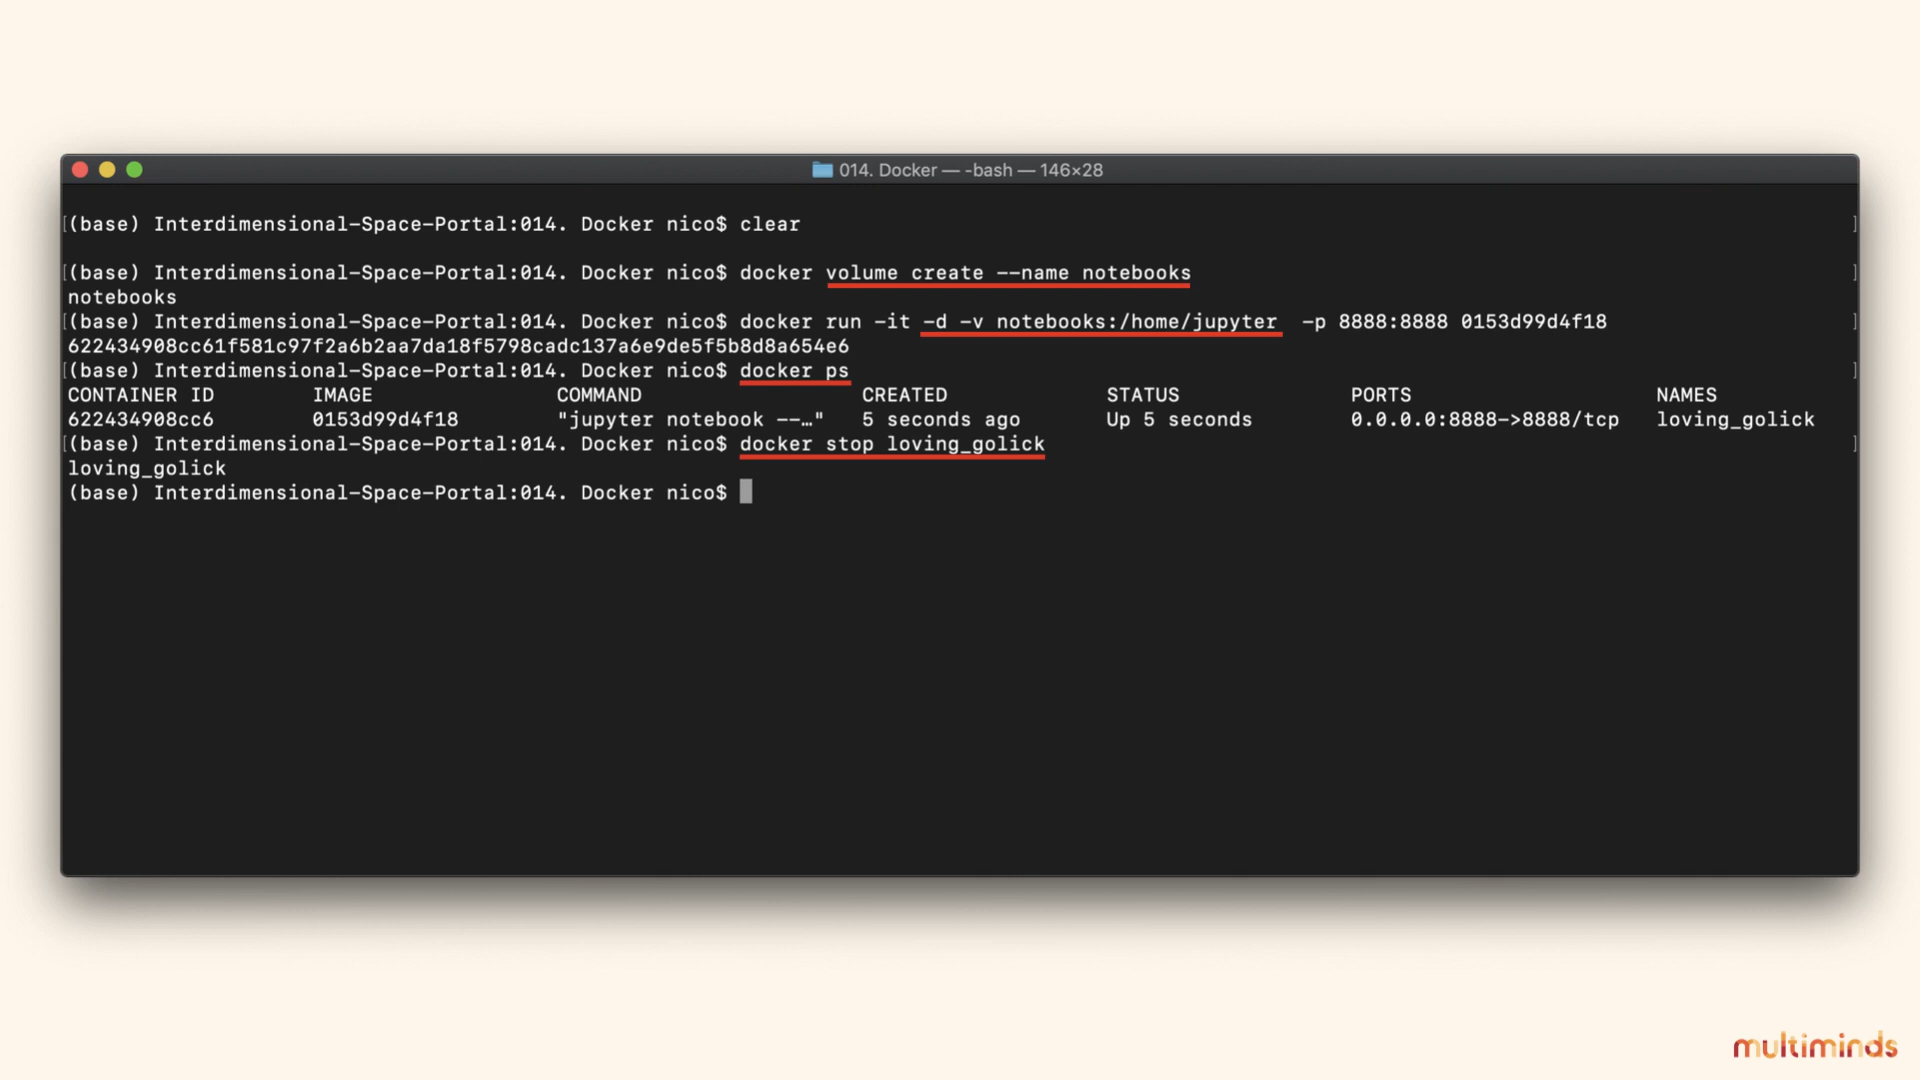 014. Docker — -bash — 146×28
[(base) Interdimensional-Space-Portal:014. Docker nico$ clear ]
[(base) Interdimensional-Space-Portal:014. Docker nico$ docker volume create --name notebooks ]
notebooks
[(base) Interdimensional-Space-Portal:014. Docker nico$ docker run -it -d -v notebooks:/home/jupyter  -p 8888:8888 0153d99d4f18 ]
622434908cc61f581c97f2a6b2aa7da18f5798cadc137a6e9de5f5b8d8a654e6
[(base) Interdimensional-Space-Portal:014. Docker nico$ docker ps ]
CONTAINER ID IMAGE COMMAND CREATED STATUS PORTS NAMES
622434908cc6 0153d99d4f18 "jupyter notebook --…" 5 seconds ago Up 5 seconds 0.0.0.0:8888->8888/tcp loving_golick
[(base) Interdimensional-Space-Portal:014. Docker nico$ docker stop loving_golick ]
loving_golick
(base) Interdimensional-Space-Portal:014. Docker nico$
multiminds